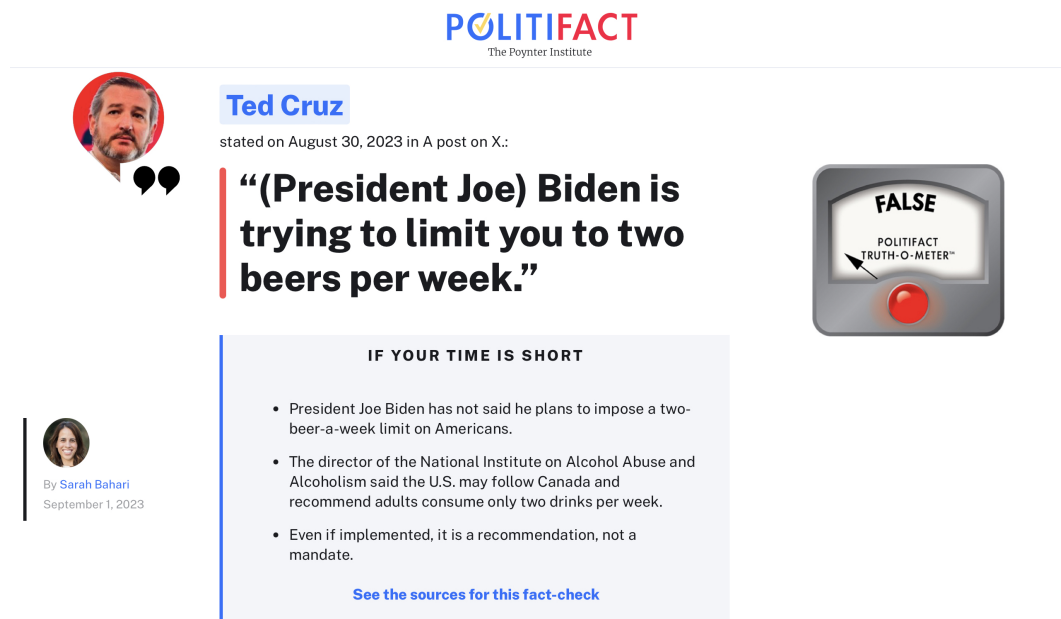 POLITIFACT
The Poynter Institute
Ted Cruz
stated on August 30, 2023 in A post on X.:
“(President Joe) Biden is
trying to limit you to two
beers per week.”
FALSE
POLITIFACT
TRUTH-O-METER™
IF YOUR TIME IS SHORT
• President Joe Biden has not said he plans to impose a two-
beer-a-week limit on Americans.
• The director of the National Institute on Alcohol Abuse and
Alcoholism said the U.S. may follow Canada and
recommend adults consume only two drinks per week.
• Even if implemented, it is a recommendation, not a
mandate.
See the sources for this fact-check
By Sarah Bahari
September 1, 2023